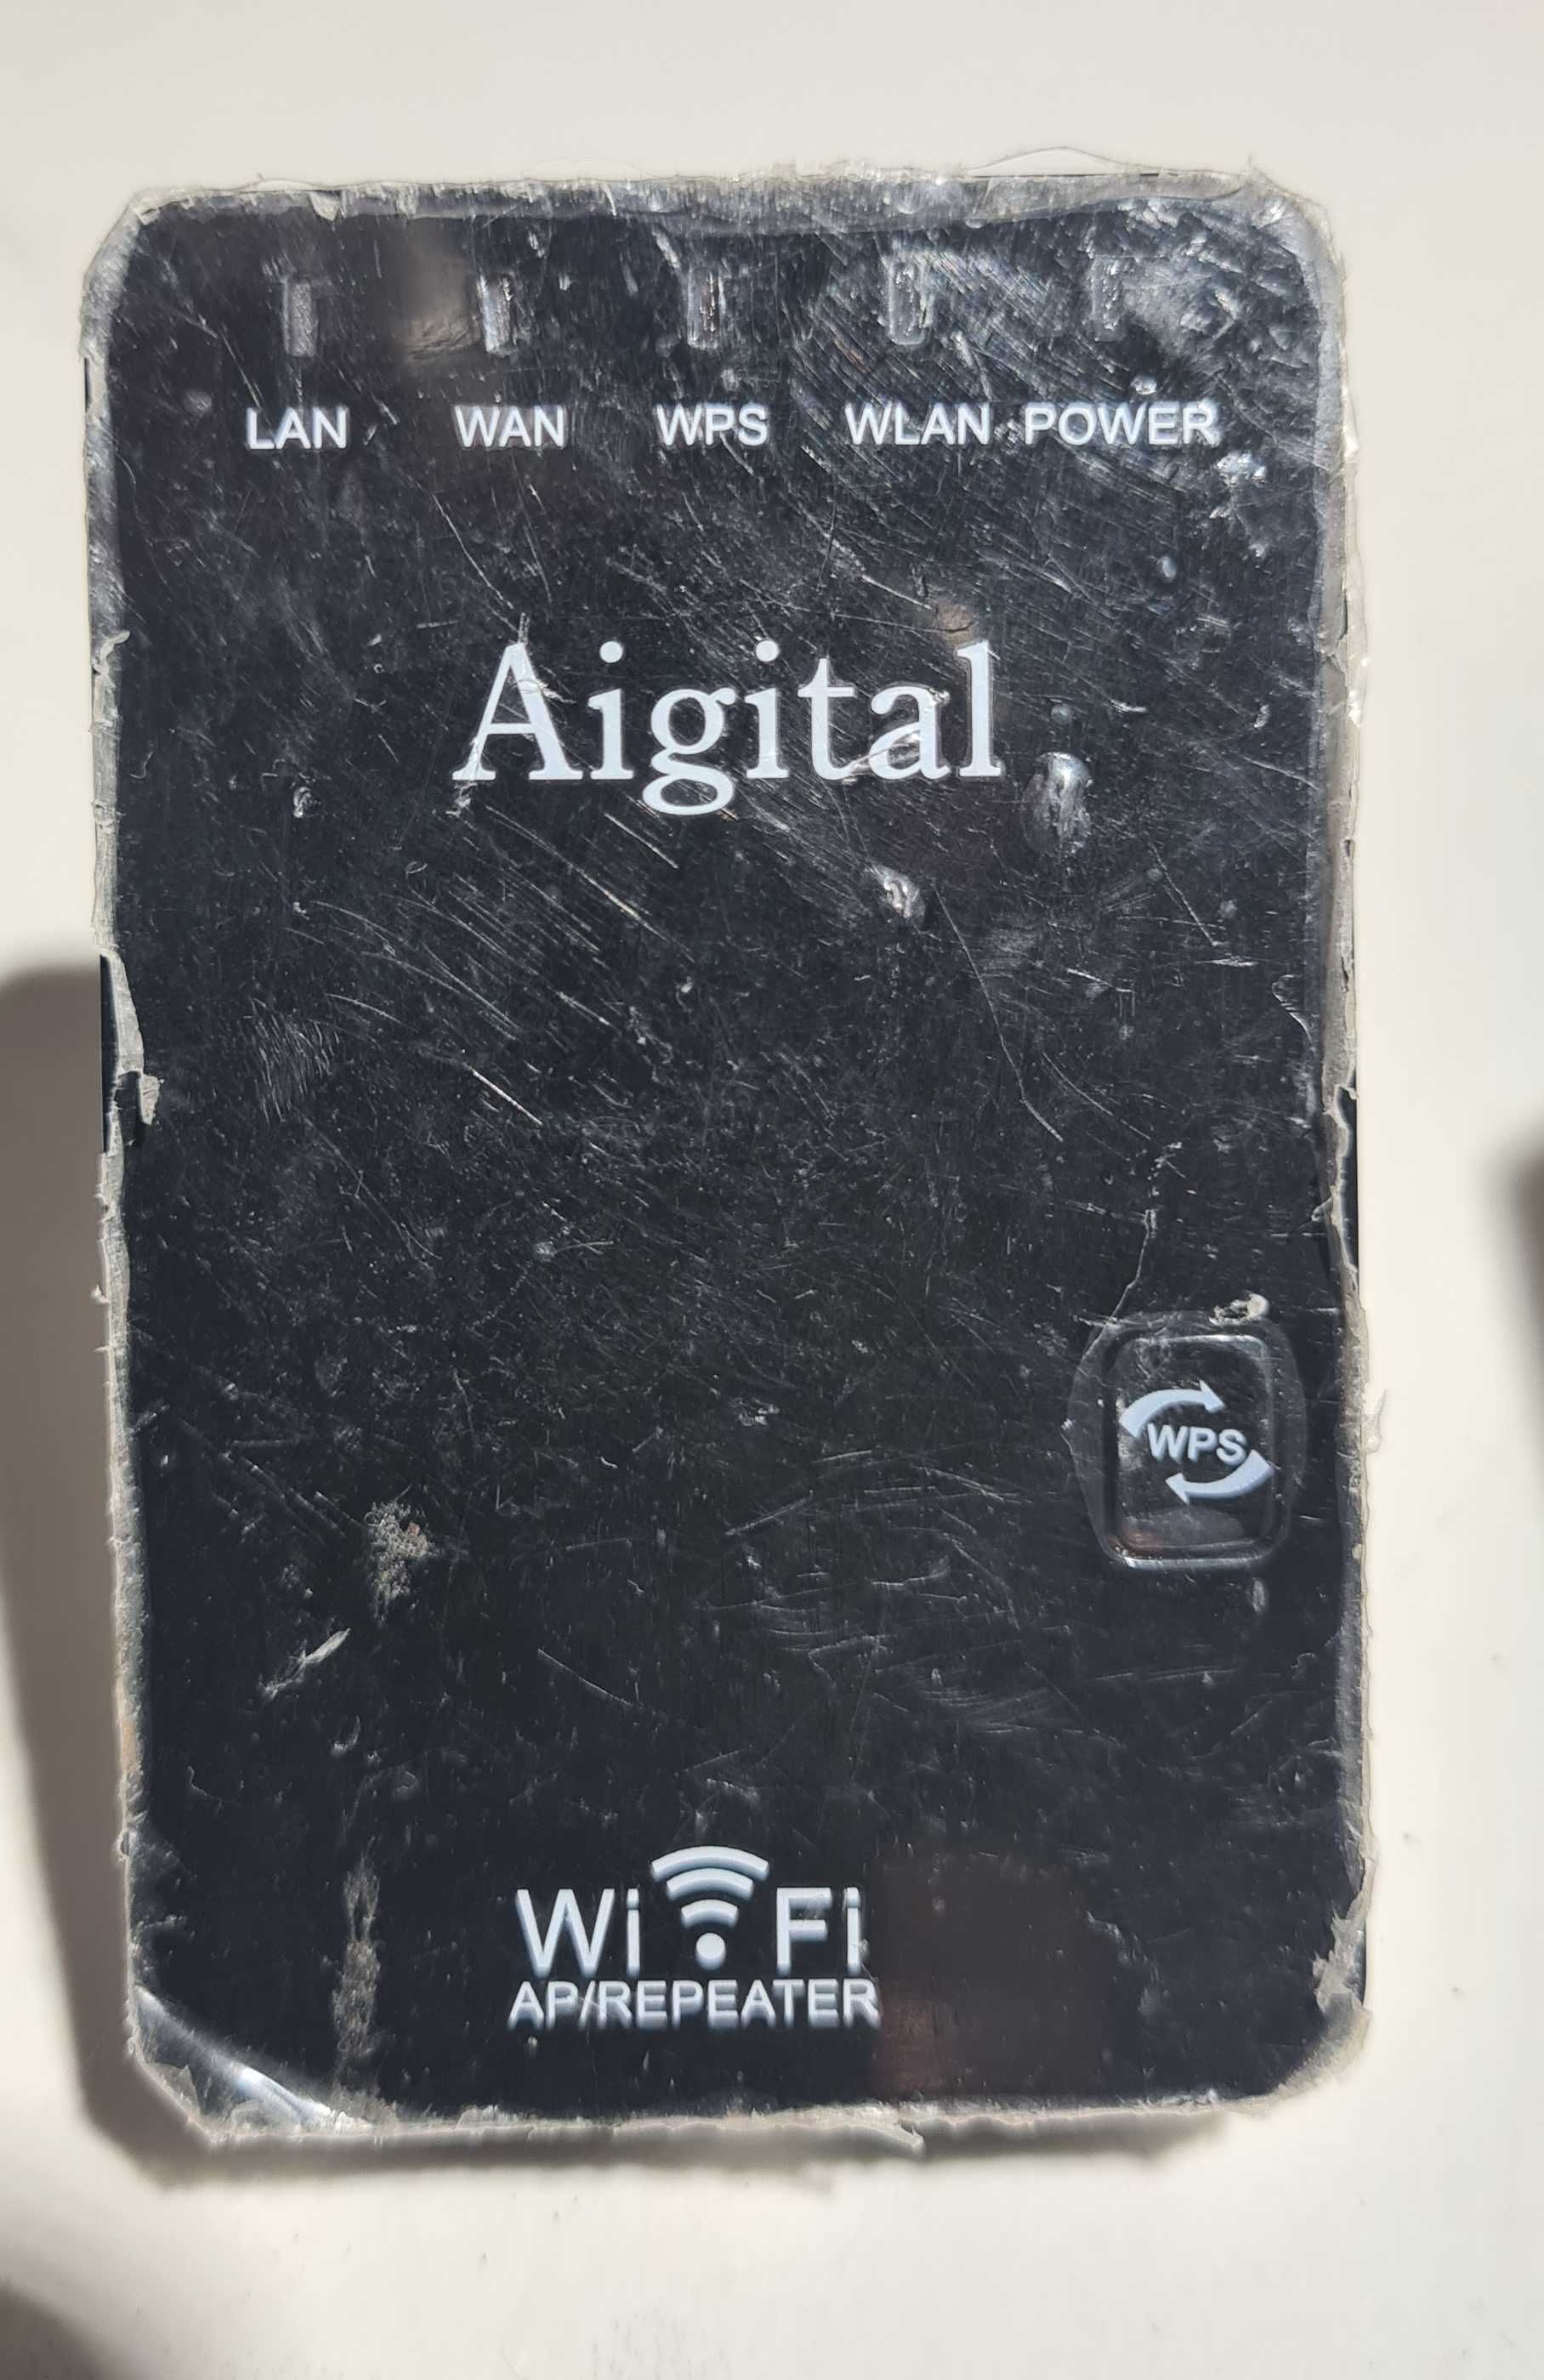 LAN WAN WPS WLAN POWER
Aigital
WPS
WiFi
AP/REPEATER